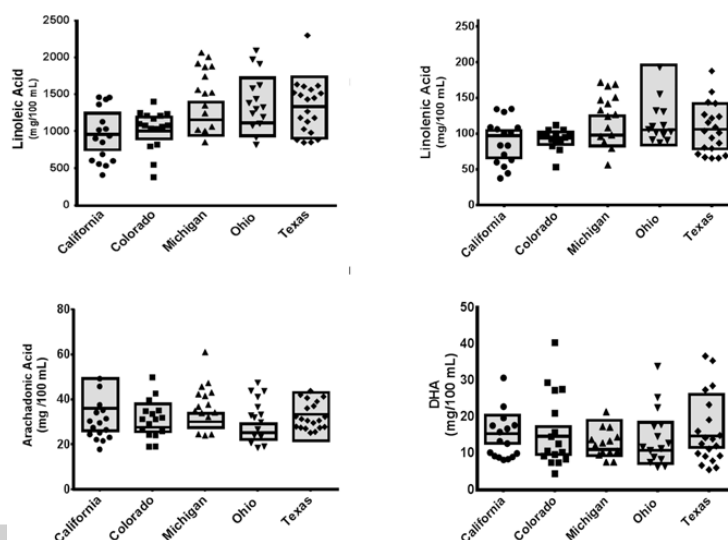 Linoleic Acid
(mg/100 mL)
2500
2000
1500
1000
500
0
California
Colorado
Michigan
Ohio
Texas
Linolenic Acid
(mg/100 mL)
250
200
150
100
50
0
California
Colorado
Michigan
Ohio
Texas
Arachadonic Acid
(mg /100 mL)
80
60
40
20
0
California
Colorado
Michigan
Ohio
Texas
DHA
(mg/100 mL)
50
40
30
20
10
0
California
Colorado
Michigan
Ohio
Texas